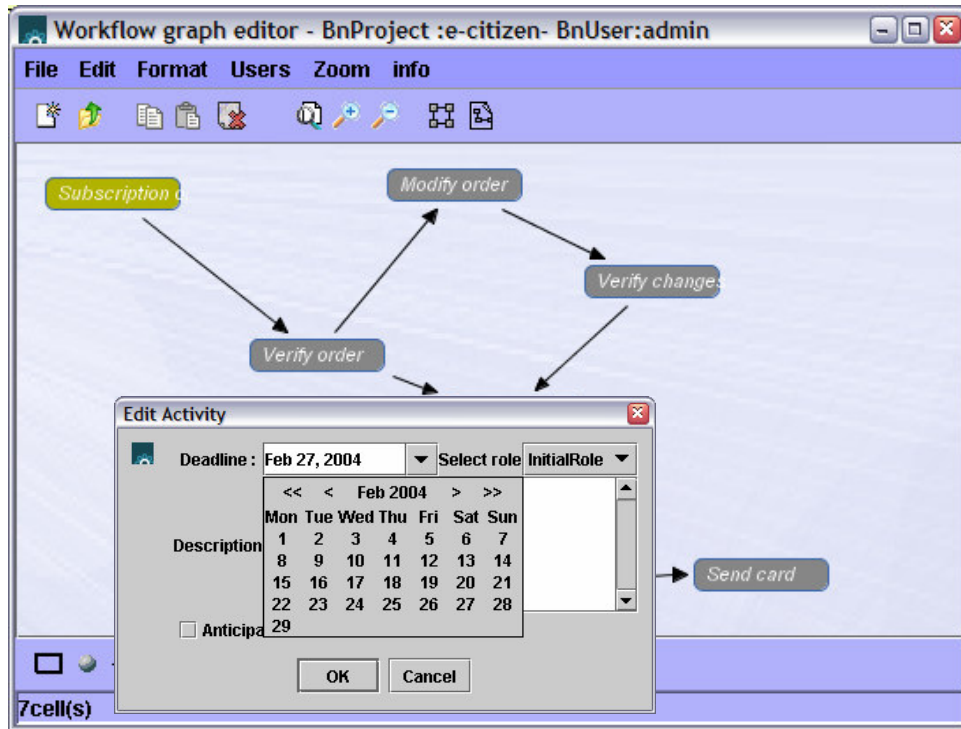 Workflow graph editor - BnProject :e-citizen- BnUser:admin
File Edit Format Users Zoom info
Subscription
Modify order
Verify changes
Verify order
Edit Activity
Deadline : Feb 27, 2004 Select role InitialRole
<< < Feb 2004 > >>
Mon Tue Wed Thu Fri Sat Sun
1 2 3 4 5 6 7
Description
8 9 10 11 12 13 14
15 16 17 18 19 20 21
22 23 24 25 26 27 28
29
Anticipa
Send card
OK Cancel
7cell(s)